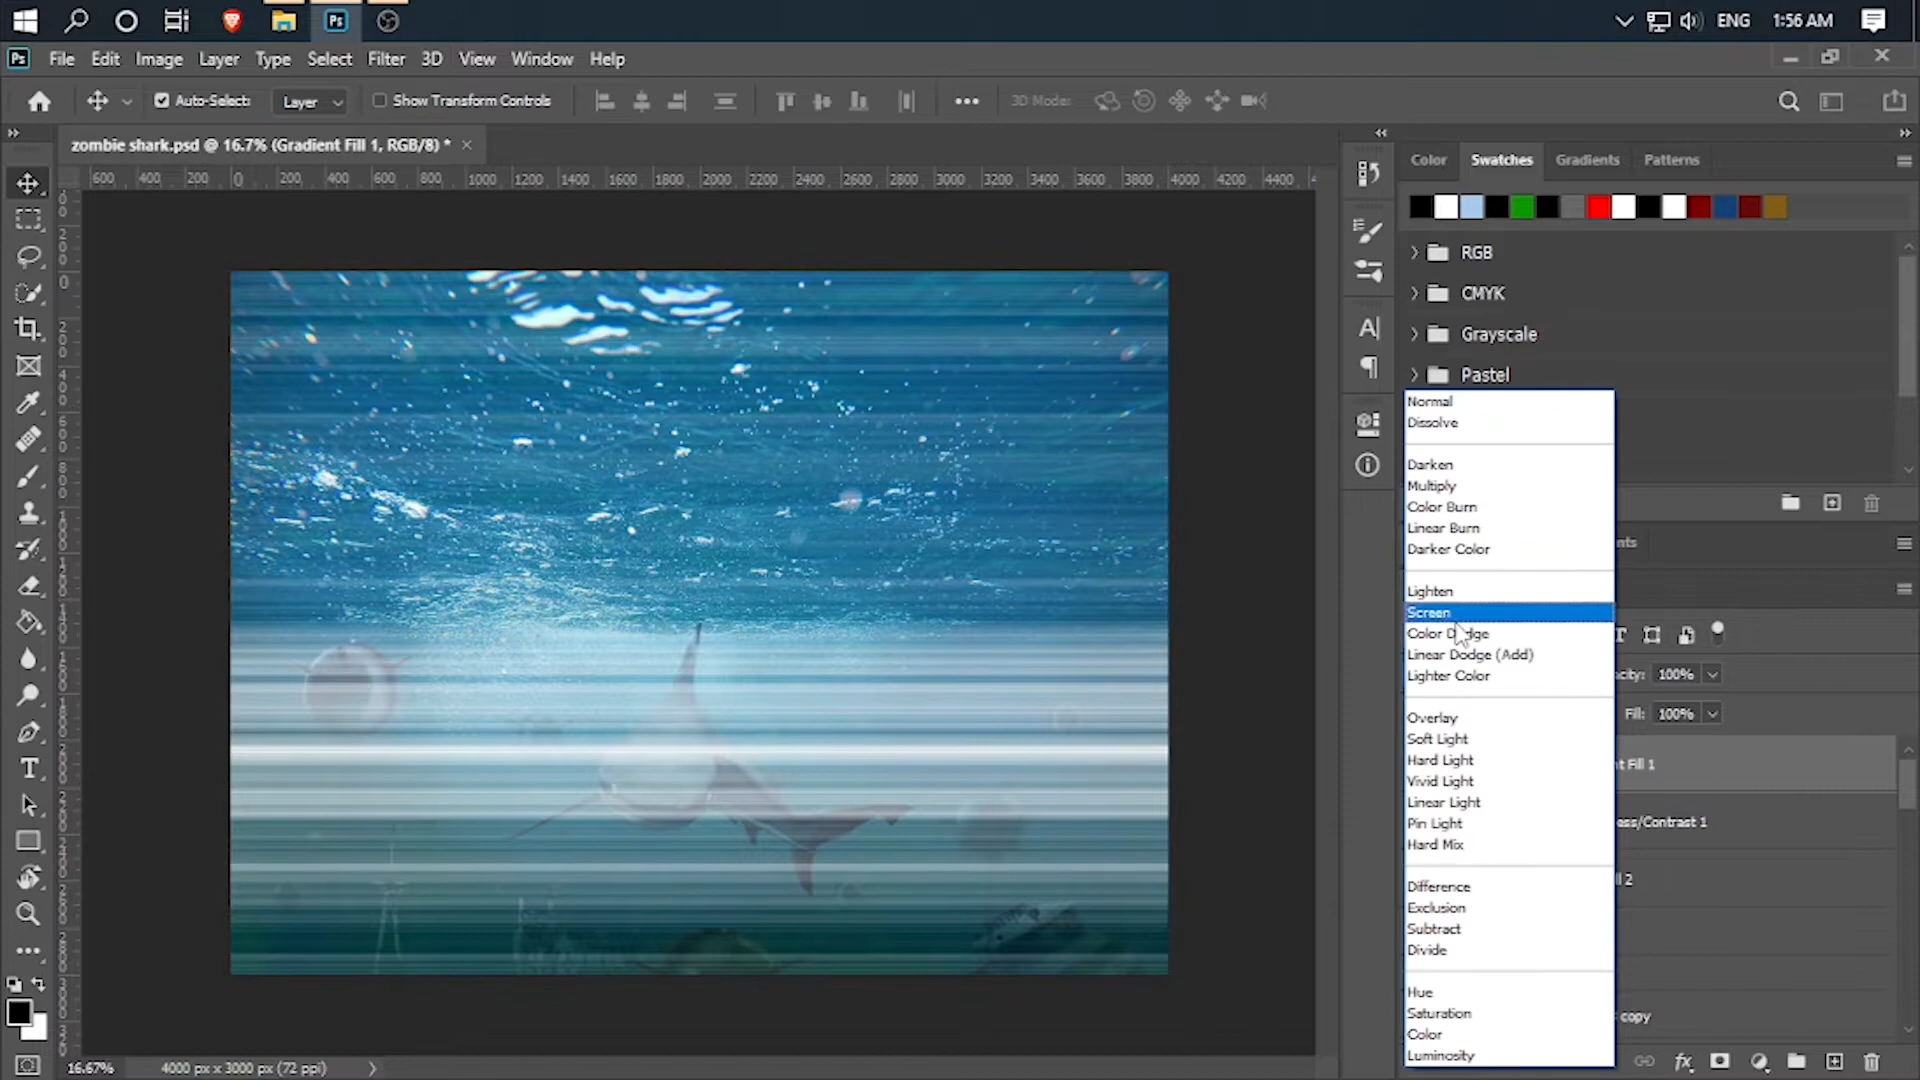 ENG 1:56 AM
Ps File Edit Image Layer Type Select Filter 3D View Window Help
Auto-Select: Layer Show Transform Controls 3D Mode:
zombie shark.psd @ 16.7% (Gradient Fill 1, RGB/8) * ×
Color Swatches Gradients Patterns
600 400 200 0 200 400 600 800 1000 1200 1400 1600 1800 2000 2200 2400 2600 2800 3000 3200 3400 3600 3800 4000 4200 4400
RGB
CMYK
Grayscale
Pastel
Normal
Dissolve
Darken
Multiply
Color Burn
Linear Burn
Darker Color
nts
Lighten
Screen
Color Dodge
Linear Dodge (Add)
Lighter Color
acity: 100%
Fill: 100%
Overlay
Soft Light
Hard Light
Vivid Light
Linear Light
Pin Light
Hard Mix
t Fill 1
ess/Contrast 1
ll 2
Difference
Exclusion
Subtract
Divide
Hue
Saturation
Color
Luminosity
copy
16.67% 4000 px x 3000 px (72 ppi)